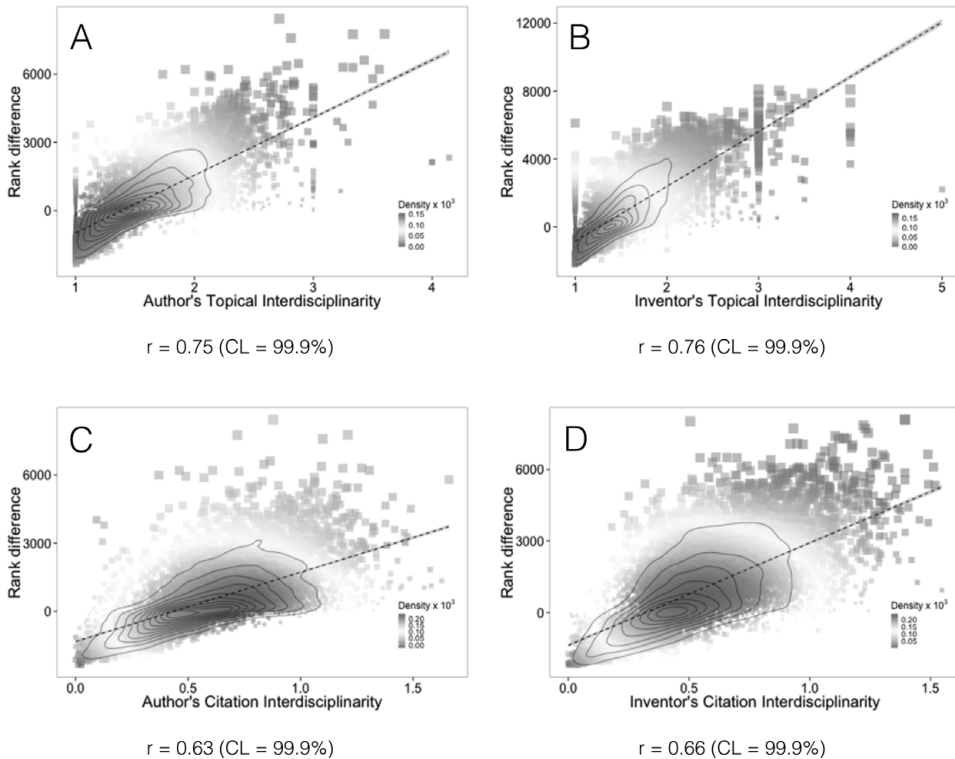 A
Rank difference
6000
3000
0
1
2
3
4
Author's Topical Interdisciplinarity
Density x 10³
0.15
0.10
0.05
0.00
r = 0.75 (CL = 99.9%)
B
Rank difference
12000
8000
4000
0
1
2
3
4
5
Inventor's Topical Interdisciplinarity
Density x 10³
0.15
0.10
0.05
0.00
r = 0.76 (CL = 99.9%)
C
Rank difference
6000
3000
0
0.0
0.5
1.0
1.5
Author's Citation Interdisciplinarity
Density x 10³
0.20
0.15
0.10
0.05
0.00
r = 0.63 (CL = 99.9%)
D
Rank difference
6000
3000
0
0.0
0.5
1.0
1.5
Inventor's Citation Interdisciplinarity
Density x 10³
0.20
0.15
0.10
0.05
r = 0.66 (CL = 99.9%)